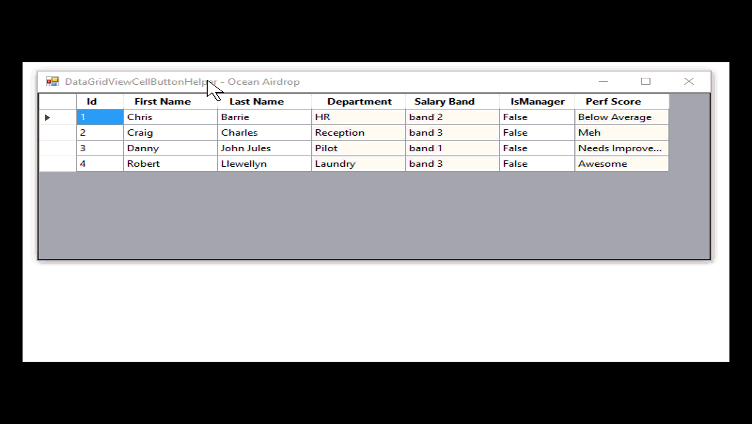 DataGridViewCellButtonHelper - Ocean Airdrop
Id First Name Last Name Department Salary Band IsManager Perf Score
1 Chris Barrie HR band 2 False Below Average
2 Craig Charles Reception band 3 False Meh
3 Danny John Jules Pilot band 1 False Needs Improve...
4 Robert Llewellyn Laundry band 3 False Awesome